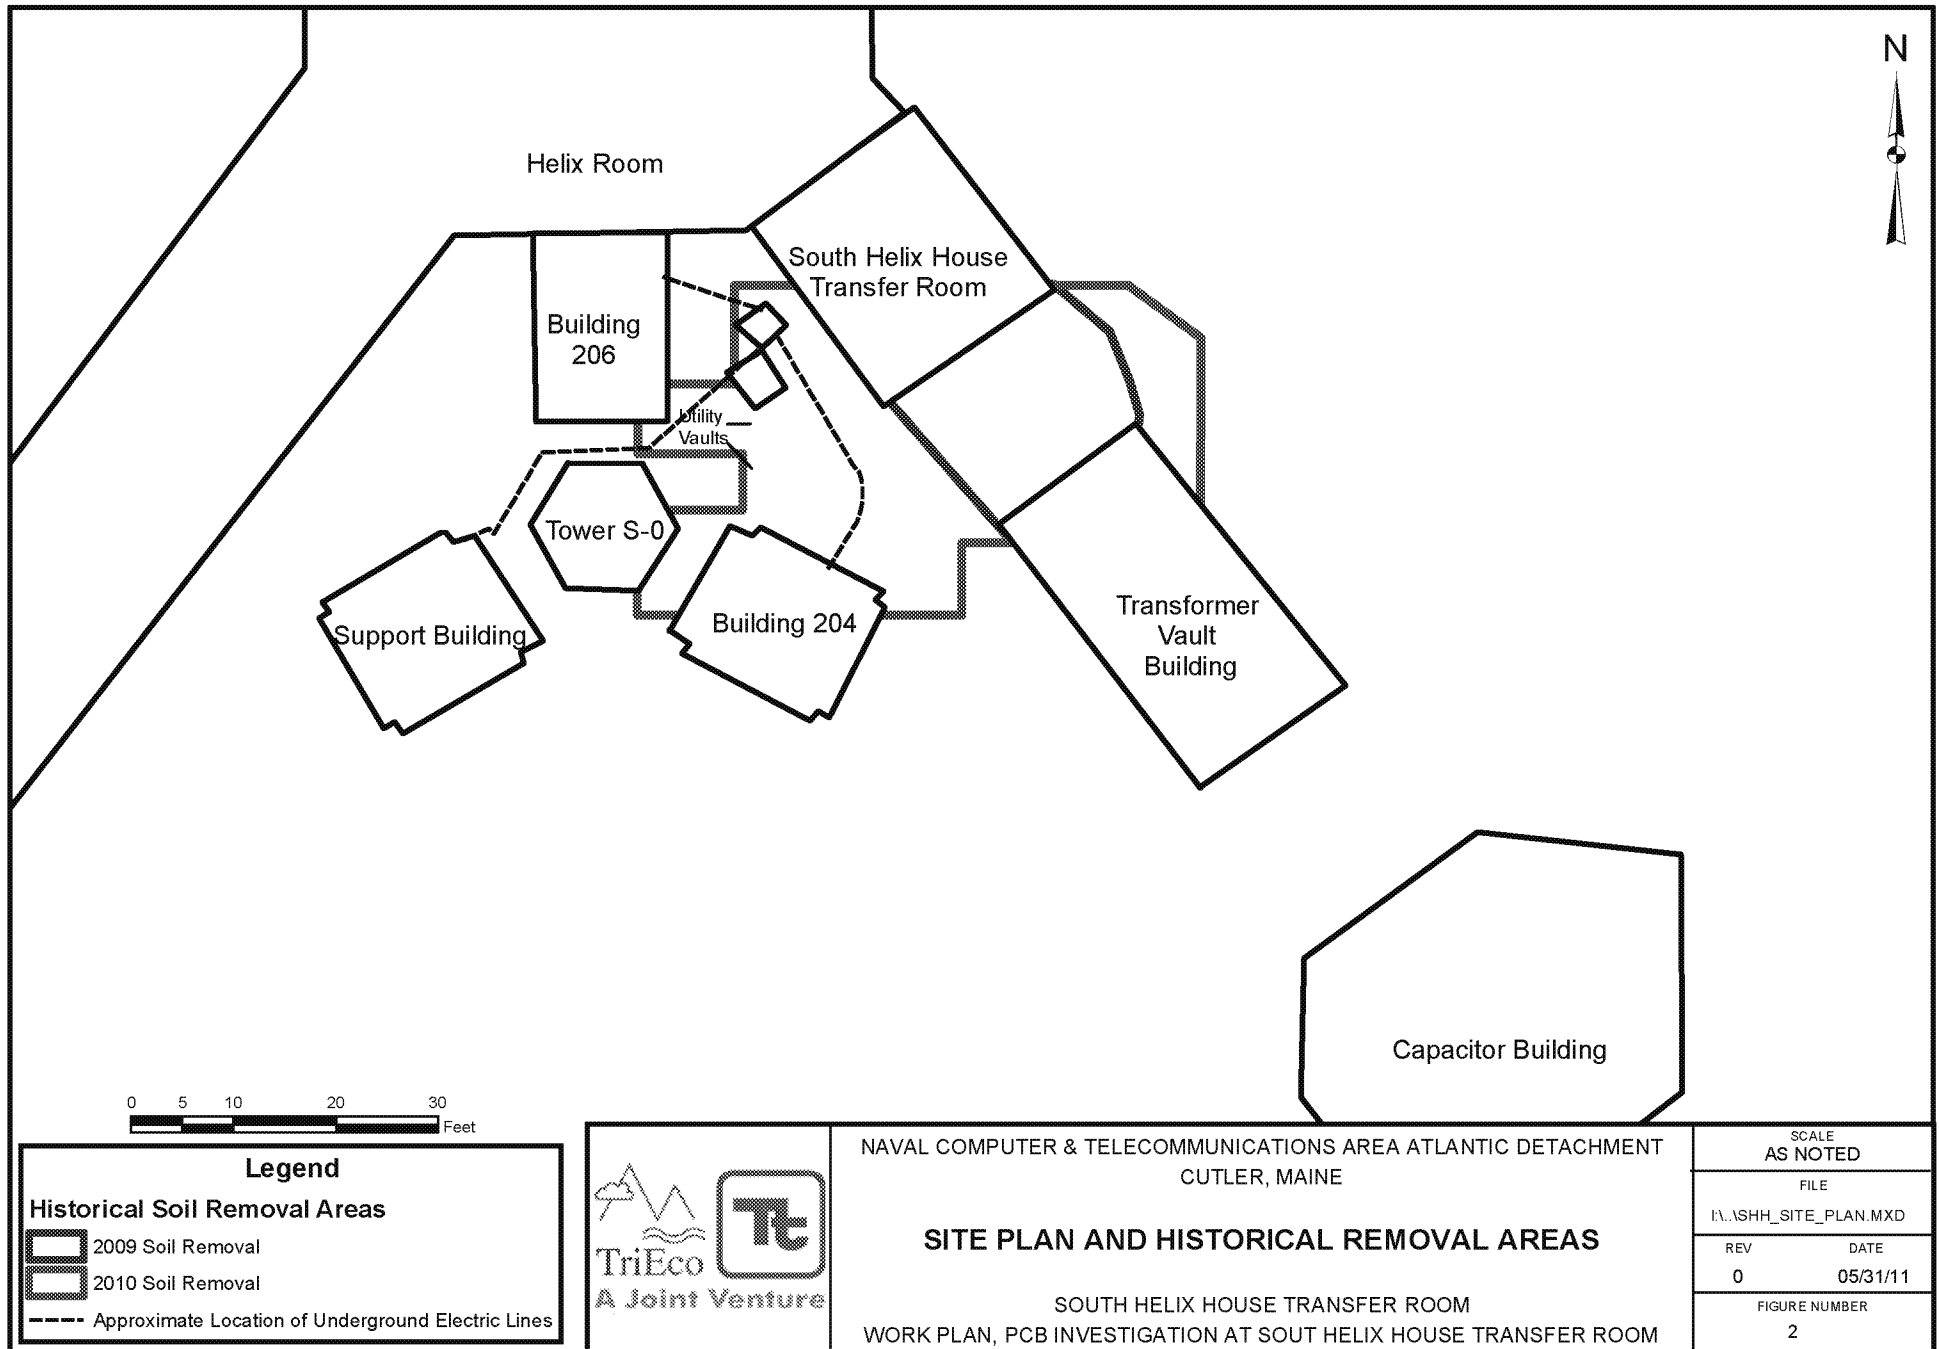 N
Helix Room
South Helix House
Transfer Room
Building
206
Utility
Vaults
Tower S-0
Support Building
Building 204
Transformer
Vault
Building
Capacitor Building
0 5 10 20 30
Feet
Legend
Historical Soil Removal Areas
2009 Soil Removal
2010 Soil Removal
Approximate Location of Underground Electric Lines
TriEco
Tt
A Joint Venture
NAVAL COMPUTER & TELECOMMUNICATIONS AREA ATLANTIC DETACHMENT
CUTLER, MAINE
SITE PLAN AND HISTORICAL REMOVAL AREAS
SOUTH HELIX HOUSE TRANSFER ROOM
WORK PLAN, PCB INVESTIGATION AT SOUT HELIX HOUSE TRANSFER ROOM
SCALE
AS NOTED
FILE
I:\..\SHH_SITE_PLAN.MXD
REV DATE
0 05/31/11
FIGURE NUMBER
2